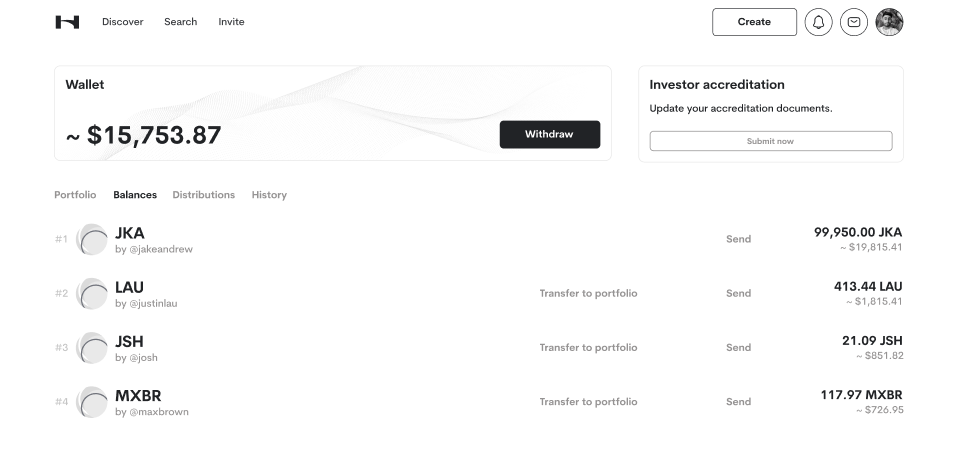 Discover Search Invite Create
Wallet
~ $15,753.87
Withdraw
Investor accreditation
Update your accreditation documents.
Submit now
Portfolio Balances Distributions History
#1 JKA Send 99,950.00 JKA
by @jakeandrew ~ $19,815.41
#2 LAU Transfer to portfolio Send 413.44 LAU
by @justinlau ~ $1,815.41
#3 JSH Transfer to portfolio Send 21.09 JSH
by @josh ~ $851.82
#4 MXBR Transfer to portfolio Send 117.97 MXBR
by @maxbrown ~ $726.95